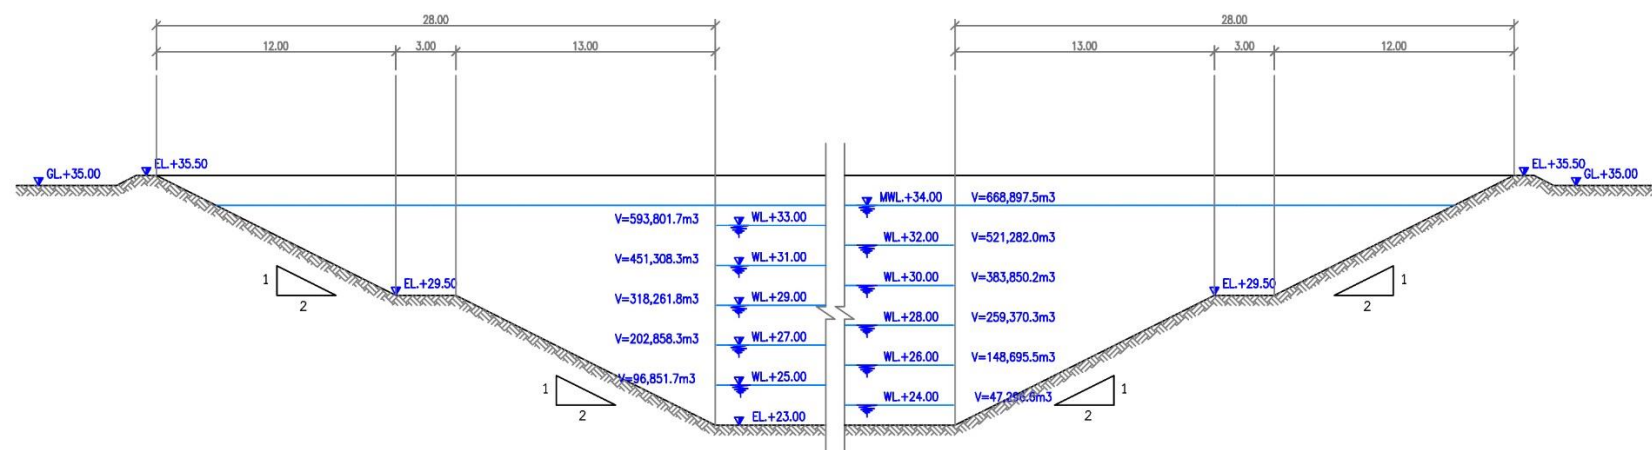 28.00
28.00
12.00
3.00
13.00
13.00
3.00
12.00
GL.+35.00
EL.+35.50
EL.+35.50
GL.+35.00
MWL.+34.00
V=668,897.5m3
V=593,801.7m3
WL.+33.00
WL.+32.00
V=521,282.0m3
V=451,308.3m3
WL.+31.00
WL.+30.00
V=383,850.2m3
1
2
EL.+29.50
EL.+29.50
1
2
V=318,261.8m3
WL.+29.00
WL.+28.00
V=259,370.3m3
V=202,858.3m3
WL.+27.00
WL.+26.00
V=148,695.5m3
V=96,851.7m3
WL.+25.00
WL.+24.00
1
2
1
2
EL.+23.00